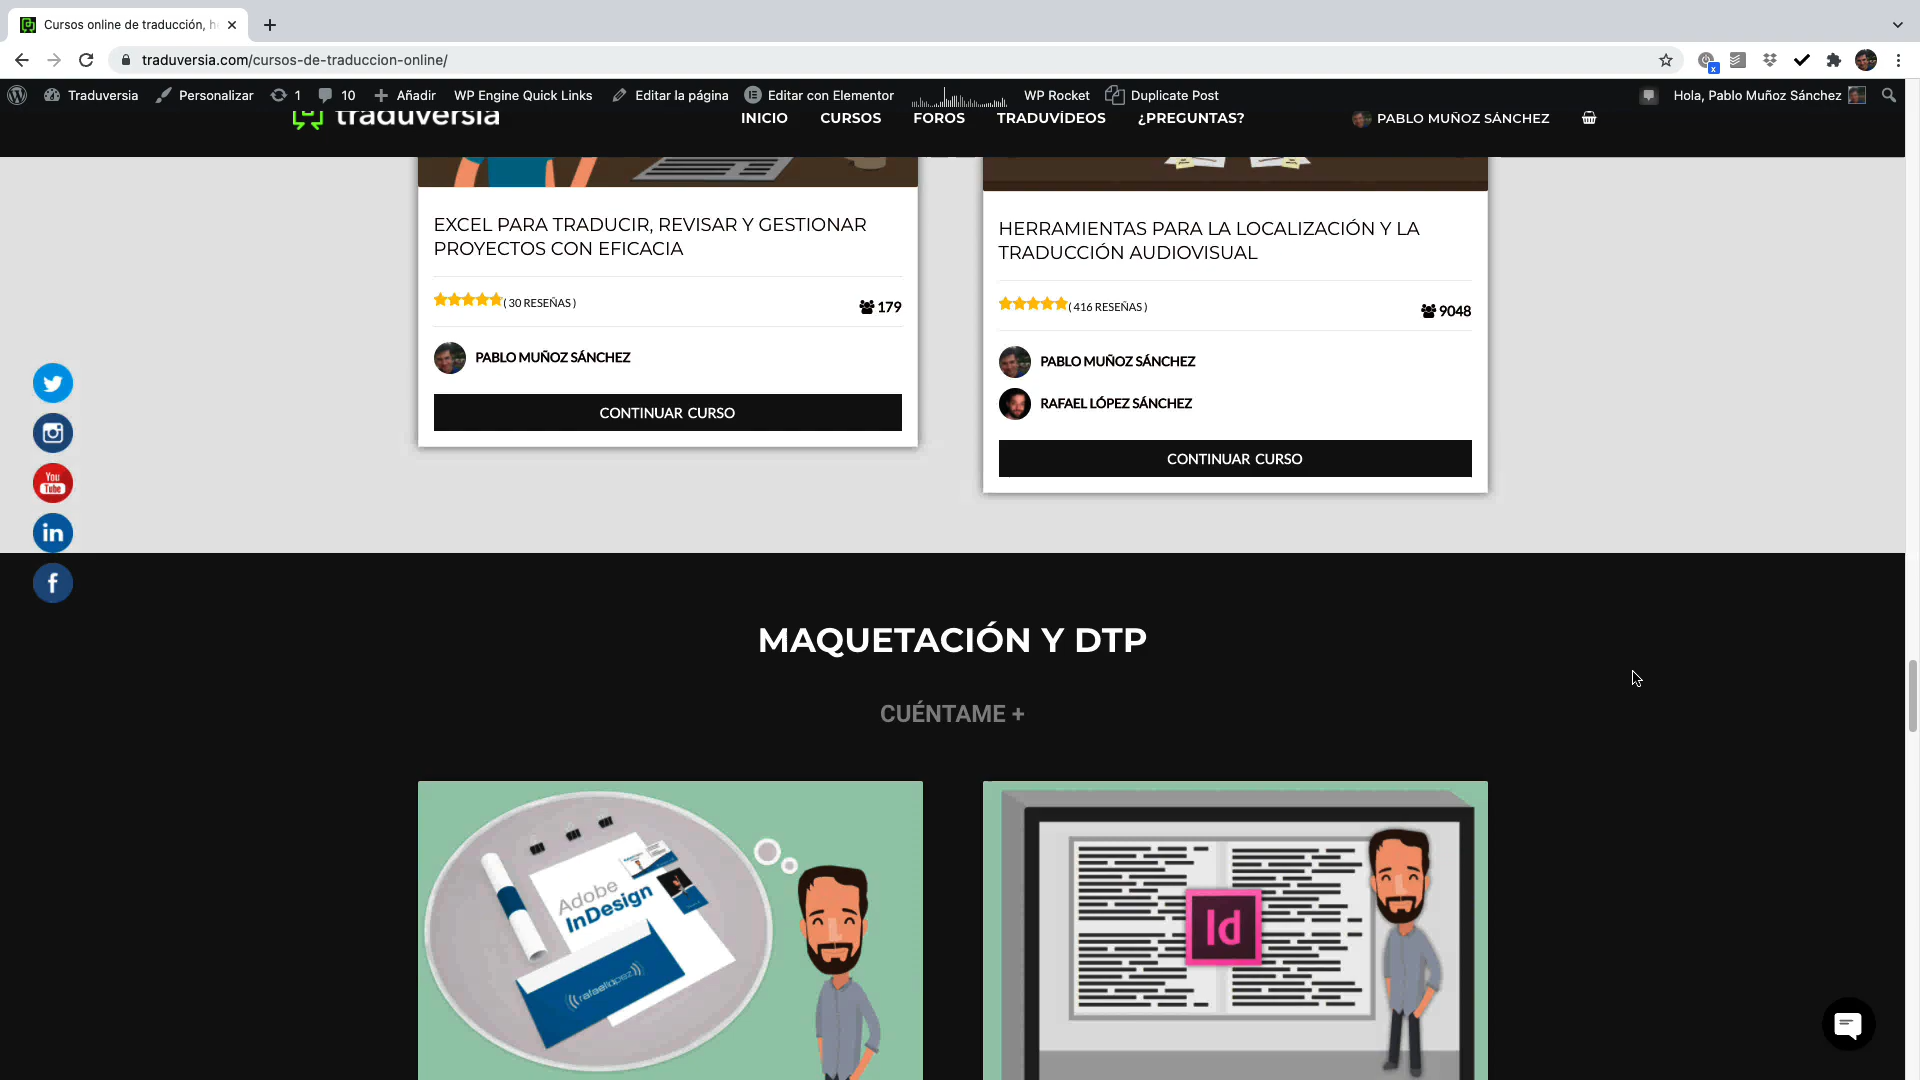 Cursos online de traducción, h
traduversia.com/cursos-de-traduccion-online/
Traduversia Personalizar 1 10 Añadir WP Engine Quick Links Editar la página Editar con Elementor WP Rocket Duplicate Post Hola, Pablo Muñoz Sánchez
traduversia INICIO CURSOS FOROS TRADUVÍDEOS ¿PREGUNTAS? PABLO MUÑOZ SÁNCHEZ
EXCEL PARA TRADUCIR, REVISAR Y GESTIONAR
PROYECTOS CON EFICACIA
( 30 RESEÑAS ) 179
PABLO MUÑOZ SÁNCHEZ
CONTINUAR CURSO
HERRAMIENTAS PARA LA LOCALIZACIÓN Y LA
TRADUCCIÓN AUDIOVISUAL
( 416 RESEÑAS ) 9048
PABLO MUÑOZ SÁNCHEZ
RAFAEL LÓPEZ SÁNCHEZ
CONTINUAR CURSO
You
Tube
in
f
MAQUETACIÓN Y DTP
CUÉNTAME +
Adobe
InDesign
rafaellópez
Id